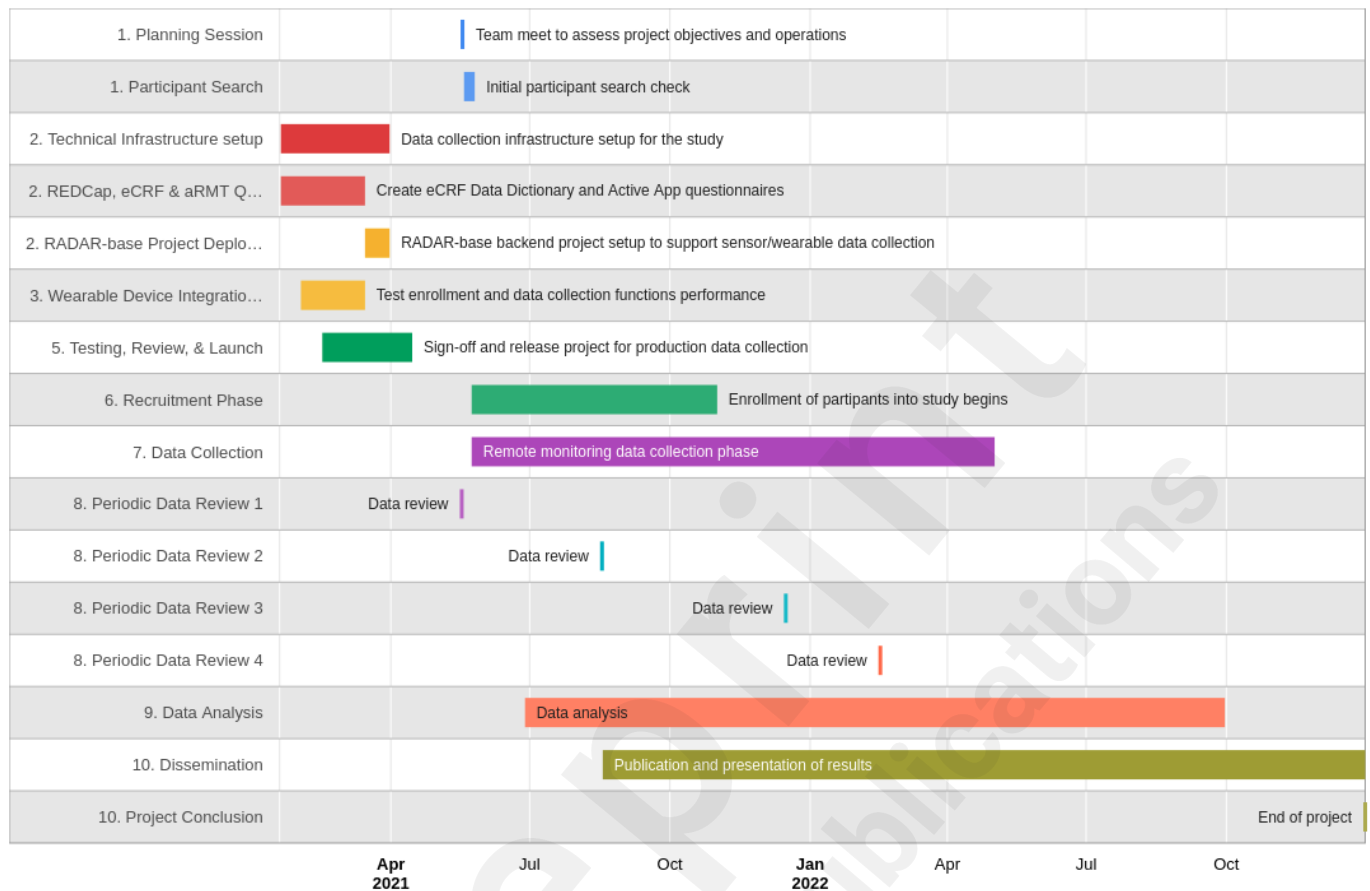 1. Planning Session Team meet to assess project objectives and operations
1. Participant Search Initial participant search check
2. Technical Infrastructure setup Data collection infrastructure setup for the study
2. REDCap, eCRF & aRMT Q… Create eCRF Data Dictionary and Active App questionnaires
2. RADAR-base Project Deplo… RADAR-base backend project setup to support sensor/wearable data collection
3. Wearable Device Integratio… Test enrollment and data collection functions performance
5. Testing, Review, & Launch Sign-off and release project for production data collection
6. Recruitment Phase Enrollment of partipants into study begins
7. Data Collection Remote monitoring data collection phase
8. Periodic Data Review 1 Data review
8. Periodic Data Review 2 Data review
8. Periodic Data Review 3 Data review
8. Periodic Data Review 4 Data review
9. Data Analysis Data analysis
10. Dissemination Publication and presentation of results
10. Project Conclusion End of project
Apr Jul Oct Jan Apr Jul Oct
2021 2022